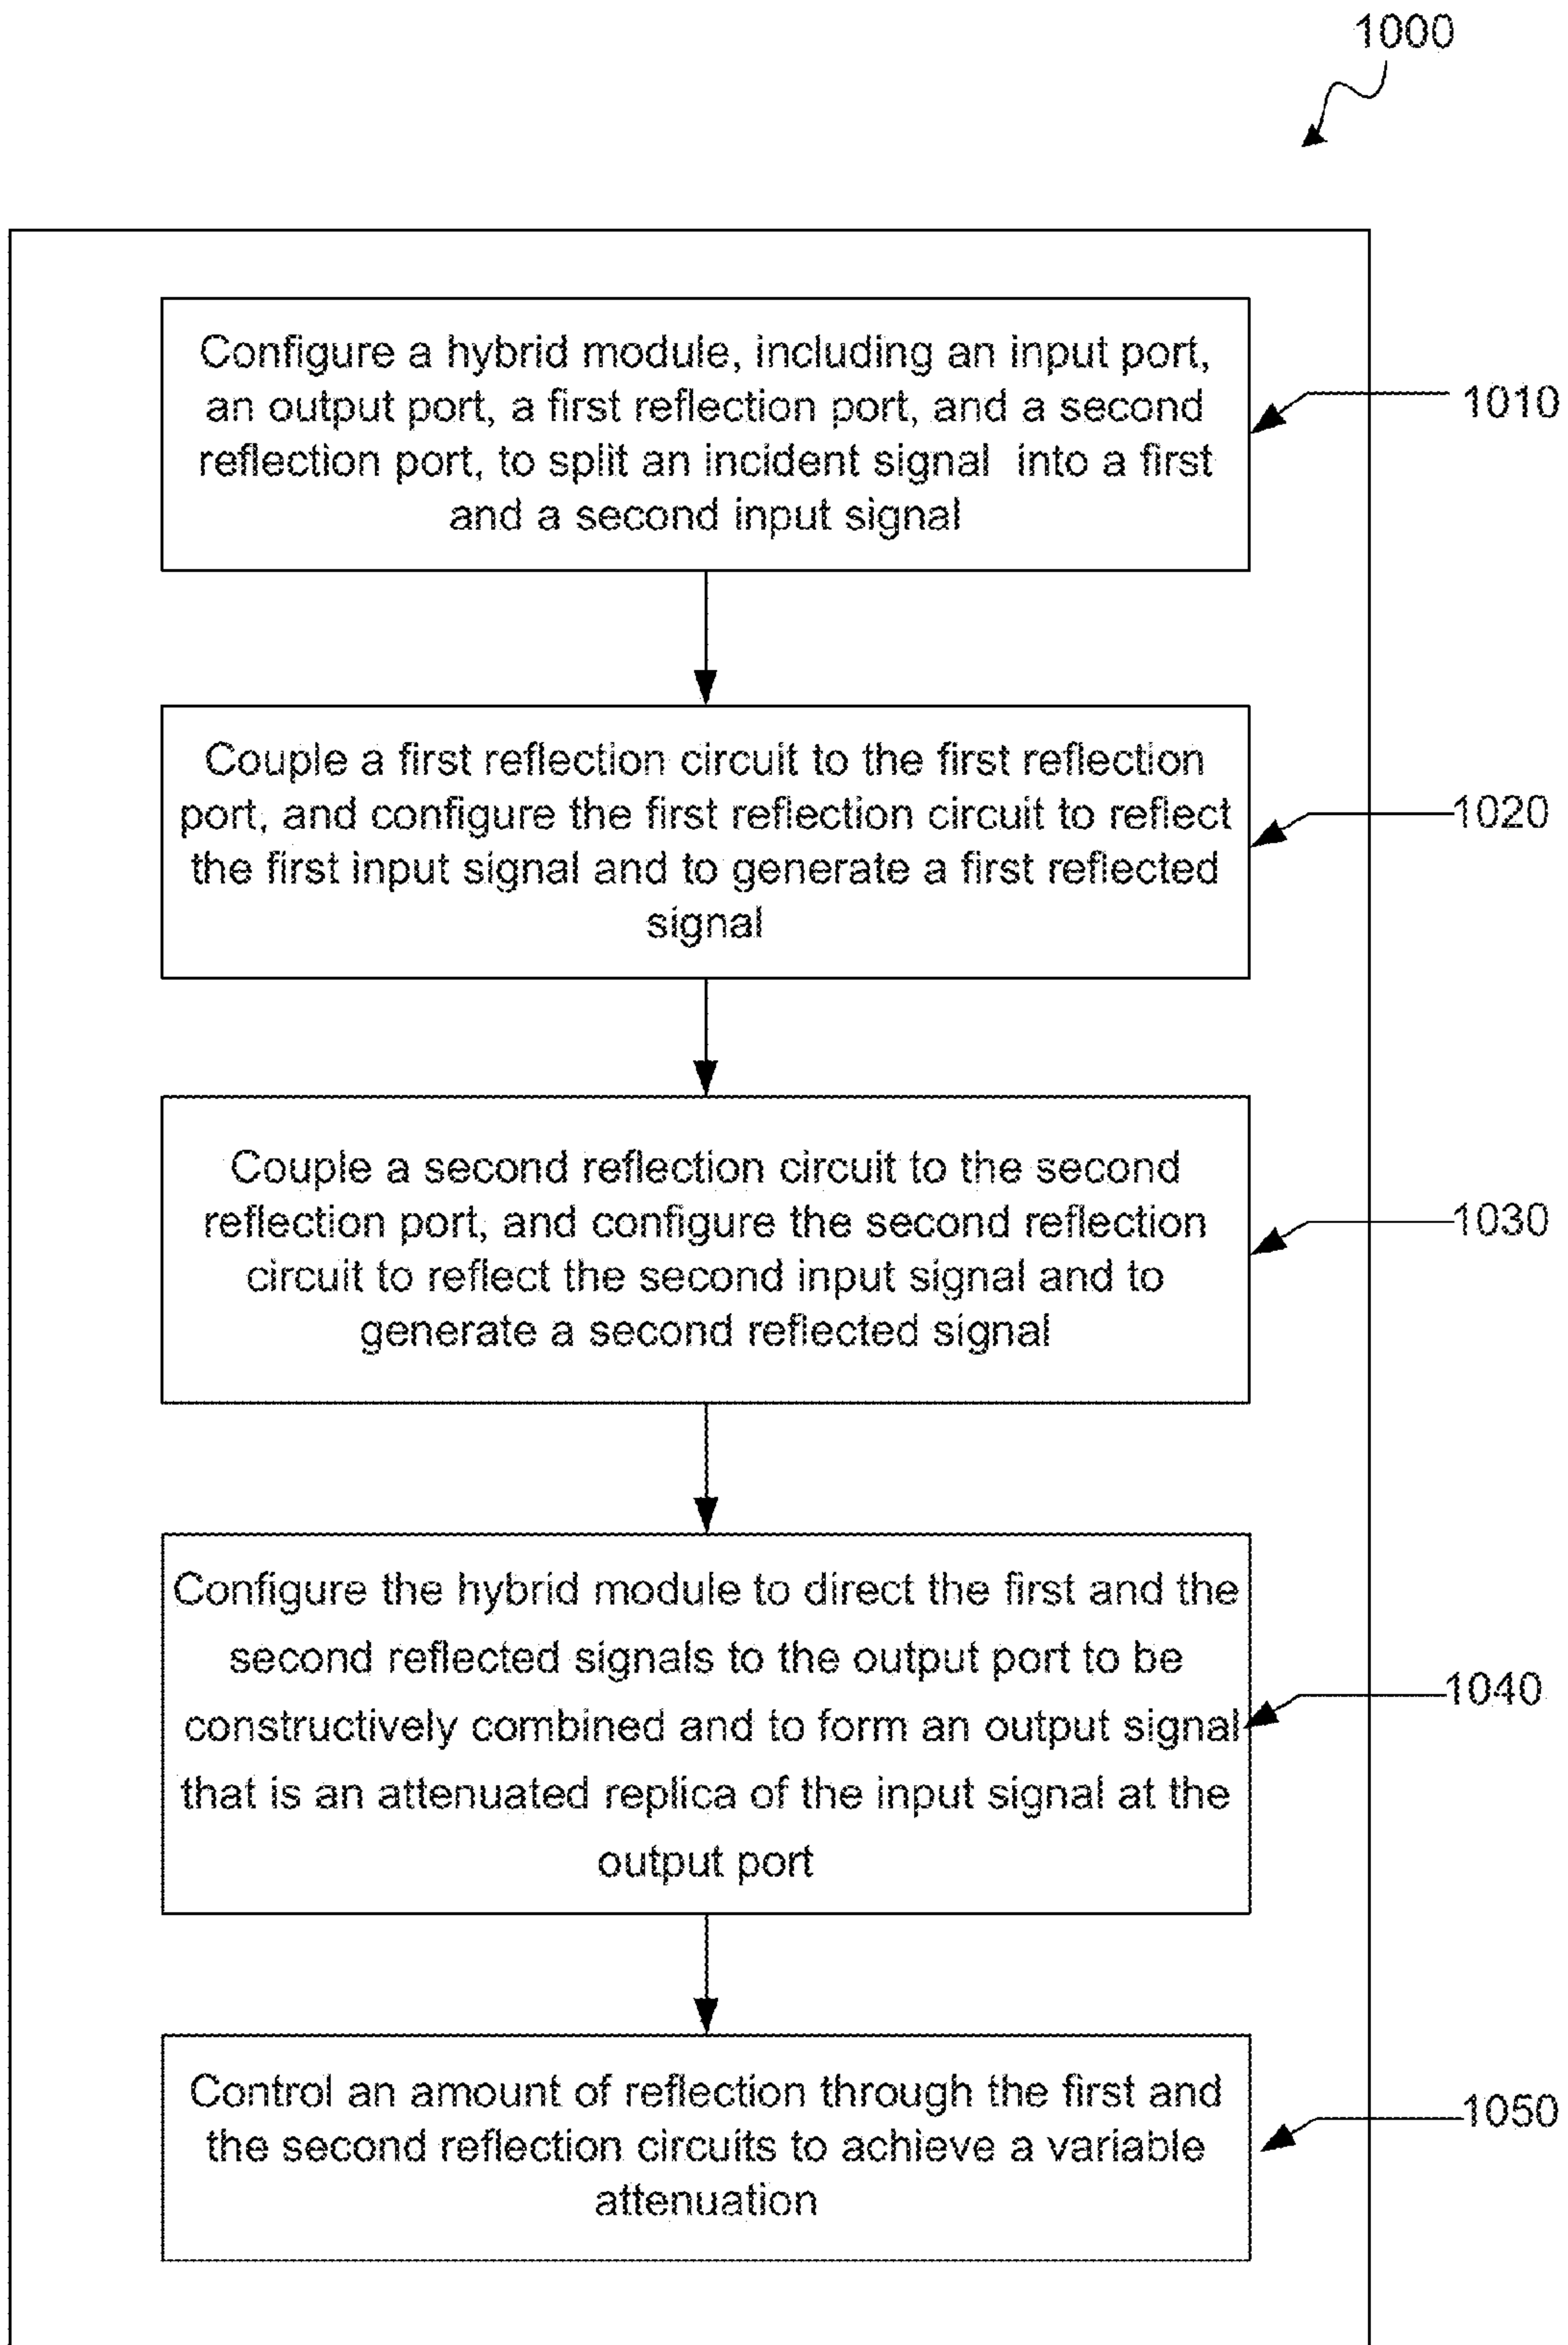 1000
Configure a hybrid module, including an input port,
an output port, a first reflection port, and a second
reflection port, to split an incident signal into a first
and a second input signal
1010
Couple a first reflection circuit to the first reflection
port, and configure the first reflection circuit to reflect
the first input signal and to generate a first reflected
signal
1020
Couple a second reflection circuit to the second
reflection port, and configure the second reflection
circuit to reflect the second input signal and to
generate a second reflected signal
1030
Configure the hybrid module to direct the first and the
second reflected signals to the output port to be
constructively combined and to form an output signal
that is an attenuated replica of the input signal at the
output port
1040
Control an amount of reflection through the first and
the second reflection circuits to achieve a variable
attenuation
1050